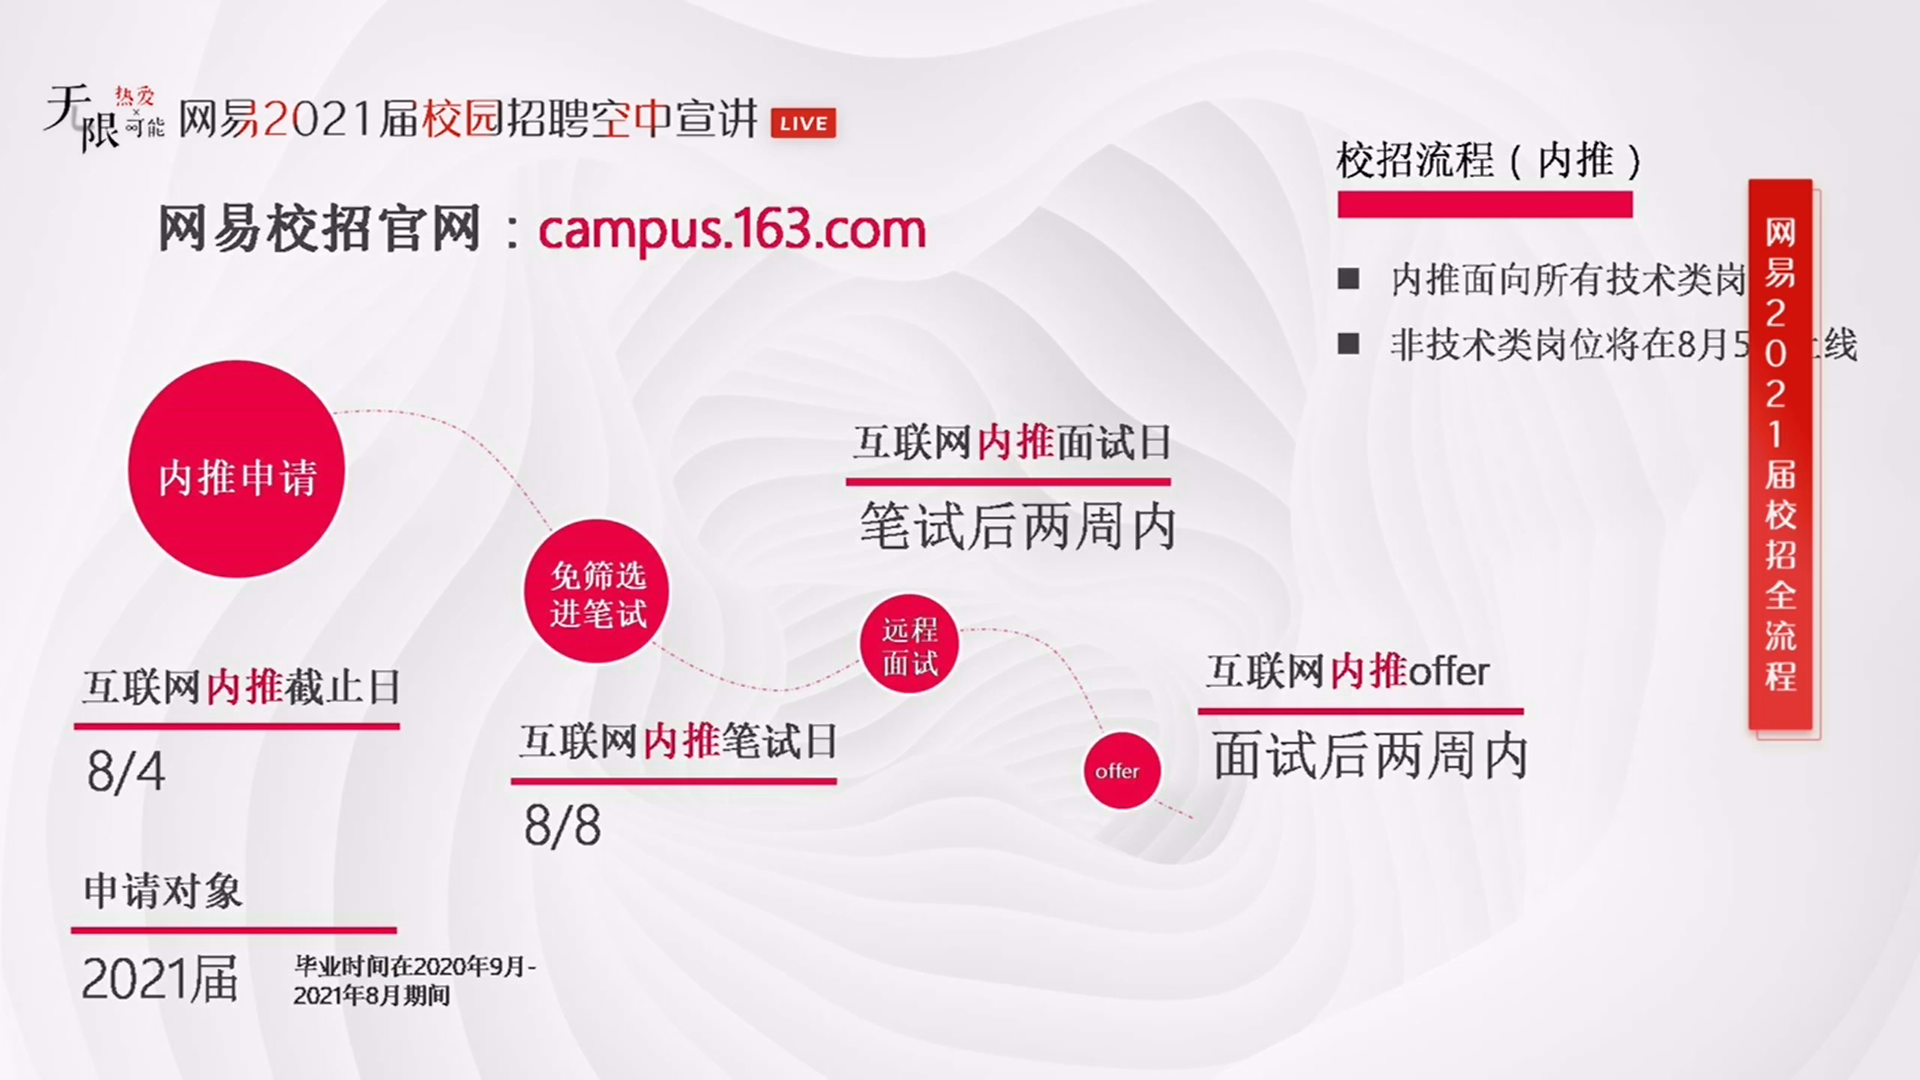 无限
热爱
×
可能
网易2021届校园招聘空中宣讲 LIVE
网易校招官网：campus.163.com
校招流程（内推）
■ 内推面向所有技术类岗
■ 非技术类岗位将在8月5 上线
网易2021届校招全流程
内推申请
免筛选
进笔试
远程
面试
offer
互联网内推面试日
笔试后两周内
互联网内推offer
面试后两周内
互联网内推截止日
8/4
互联网内推笔试日
8/8
申请对象
2021届
毕业时间在2020年9月-
2021年8月期间